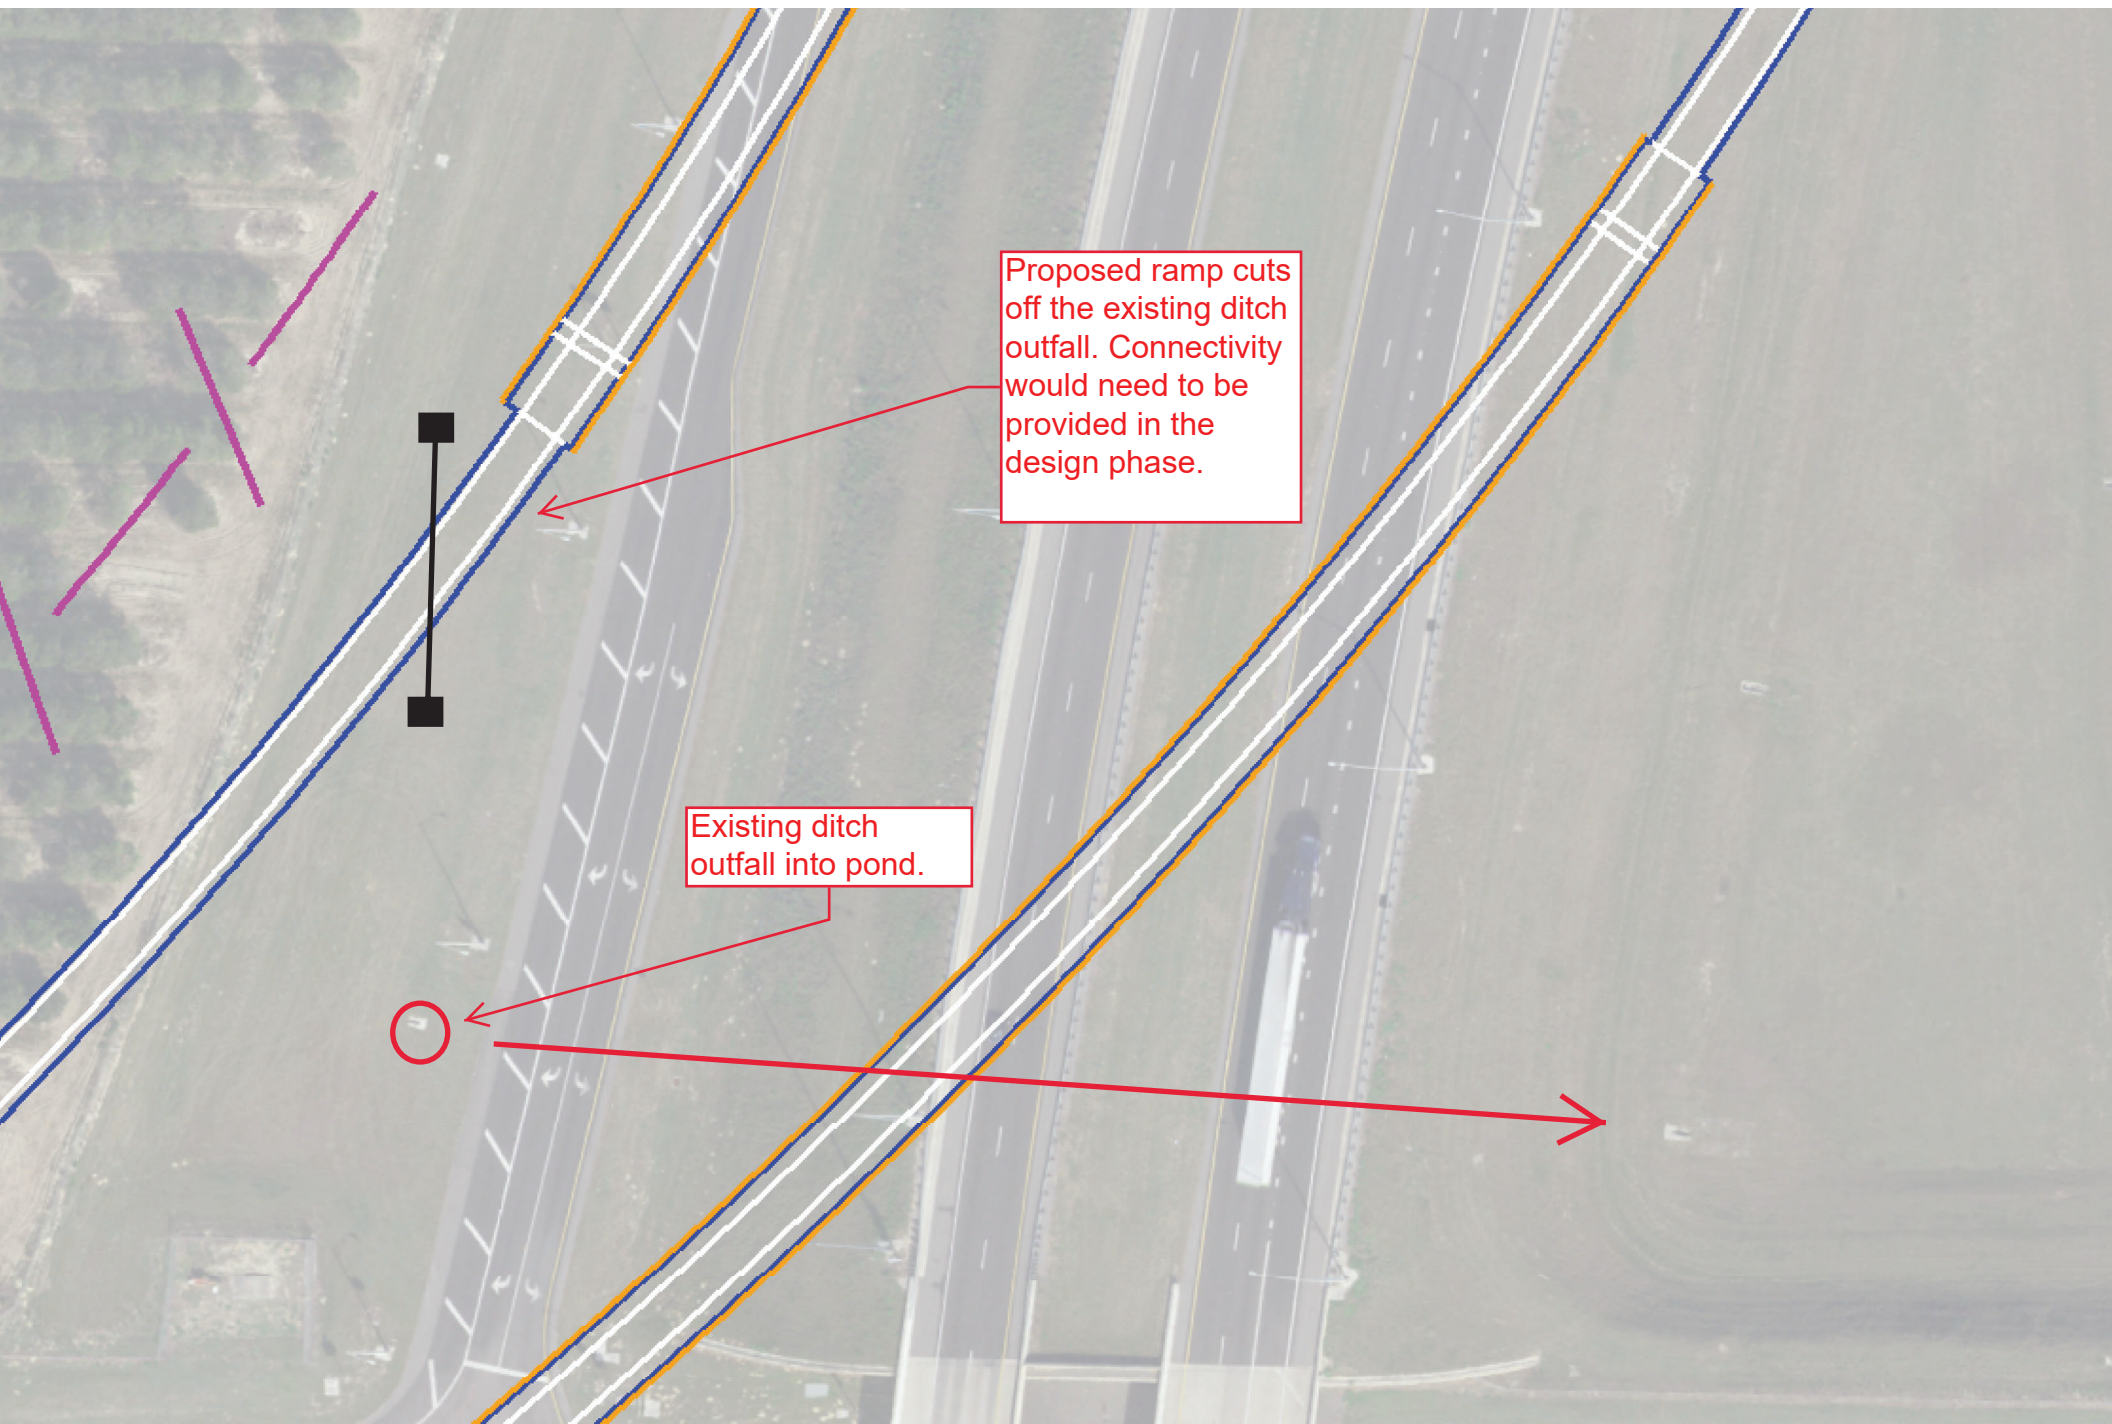 Proposed ramp cuts
off the existing ditch
outfall. Connectivity
would need to be
provided in the
design phase.
Existing ditch
outfall into pond.